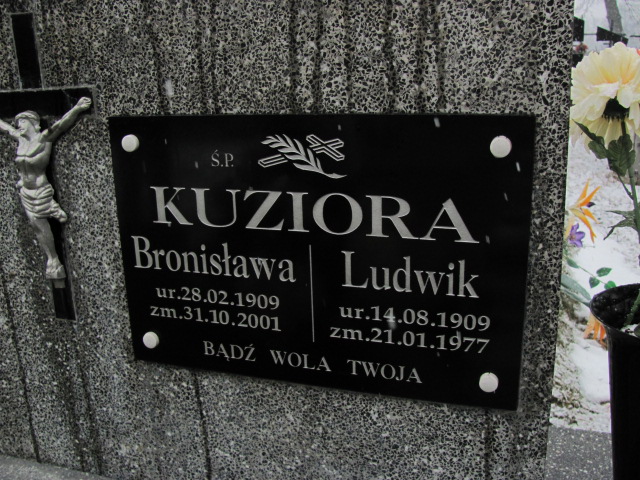 Ś.P.
KUZIORA
Bronisława
ur.28.02.1909
zm.31.10.2001
Ludwik
ur.14.08.1909
zm.21.01.1977
BĄDŹ WOLA TWOJA